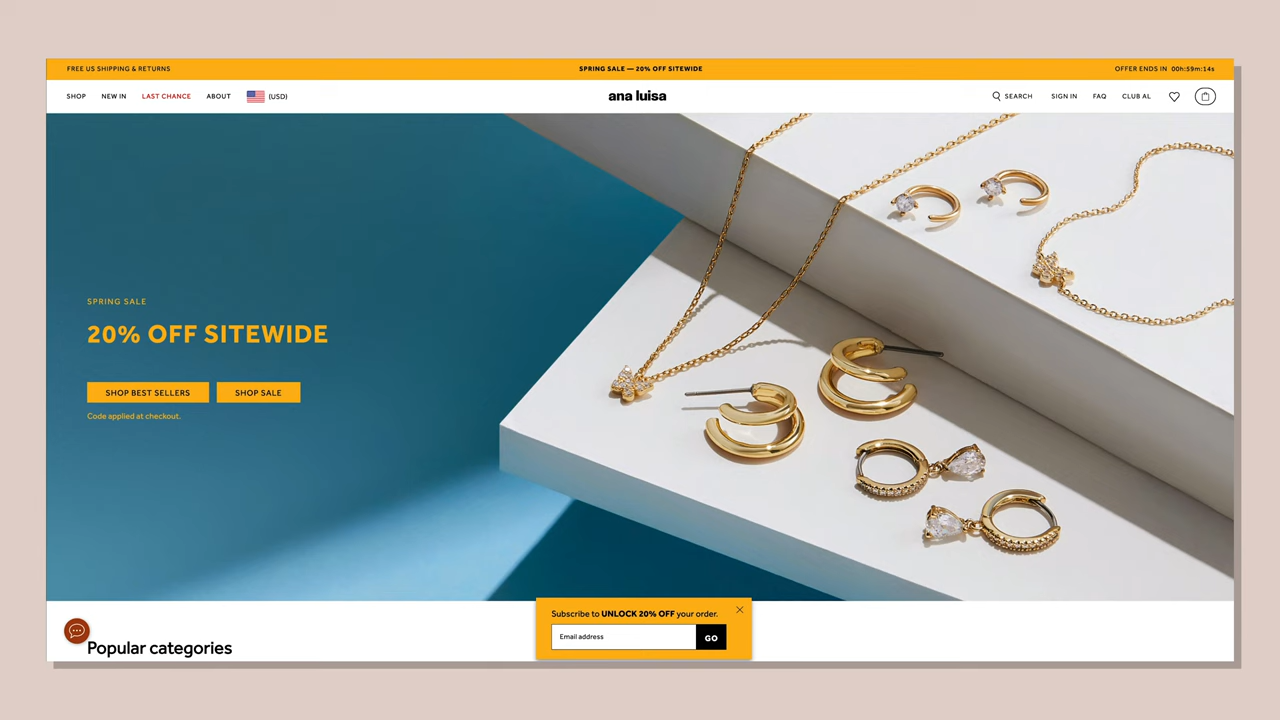 FREE US SHIPPING & RETURNS
SPRING SALE — 20% OFF SITEWIDE
OFFER ENDS IN 00h:59m:14s
SHOP NEW IN LAST CHANCE ABOUT (USD)
ana luisa
SEARCH SIGN IN FAQ CLUB AL
SPRING SALE
20% OFF SITEWIDE
SHOP BEST SELLERS SHOP SALE
Code applied at checkout.
Subscribe to UNLOCK 20% OFF your order.
Email address GO
Popular categories